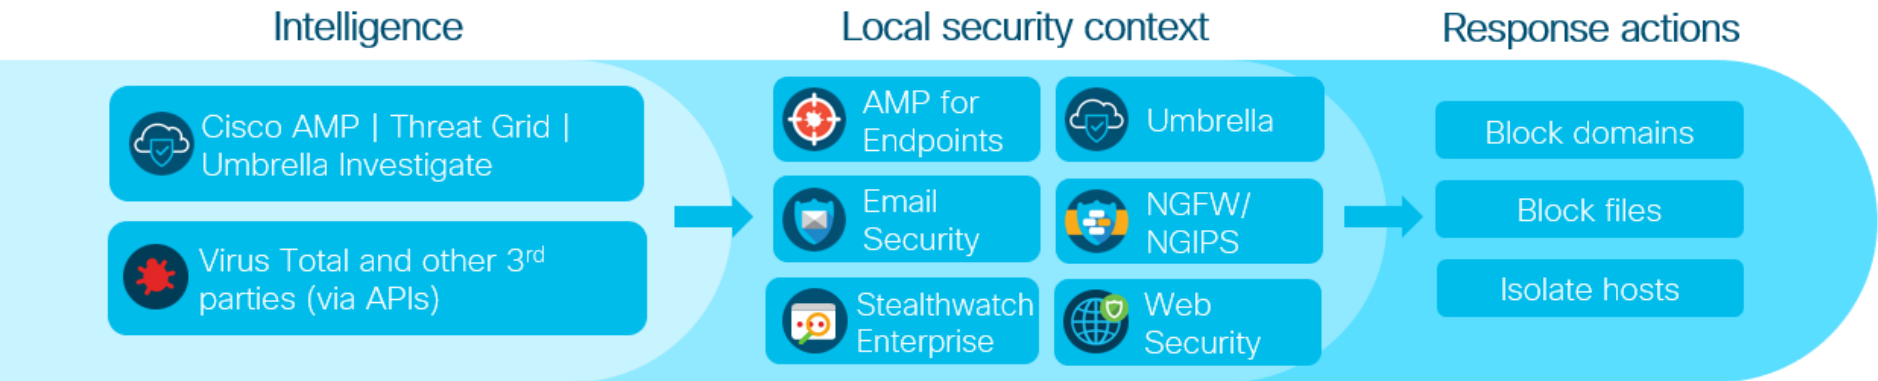 Intelligence
Cisco AMP | Threat Grid |
Umbrella Investigate
Virus Total and other 3rd
parties (via APIs)
Local security context
AMP for
Endpoints
Umbrella
Email
Security
NGFW/
NGIPS
Stealthwatch
Enterprise
Web
Security
Response actions
Block domains
Block files
Isolate hosts